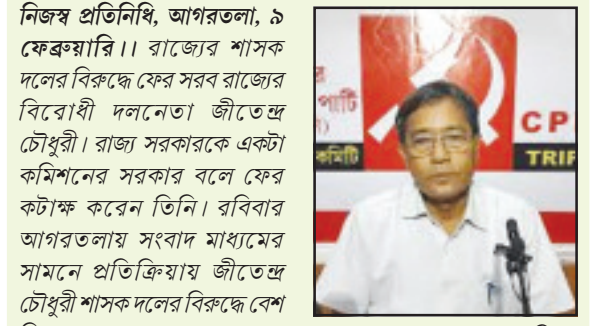 নিজস্ব প্রতিনিধি, আগরতলা, ৯
ফেব্রুয়ারি।। রাজ্যের শাসক
দলের বিরুদ্ধে ফের সরব রাজ্যের
বিরোধী দলনেতা জীতেন্দ্র
চৌধুরী। রাজ্য সরকারকে একটা
কমিশনের সরকার বলে ফের
কটাক্ষ করেন তিনি। রবিবার
আগরতলায় সংবাদ মাধ্যমের
সামনে প্রতিক্রিয়ায় জীতেন্দ্র
চৌধুরী শাসক দলের বিরুদ্ধে বেশ
র
পার্টি
)
CP
কমিটি
TRIP